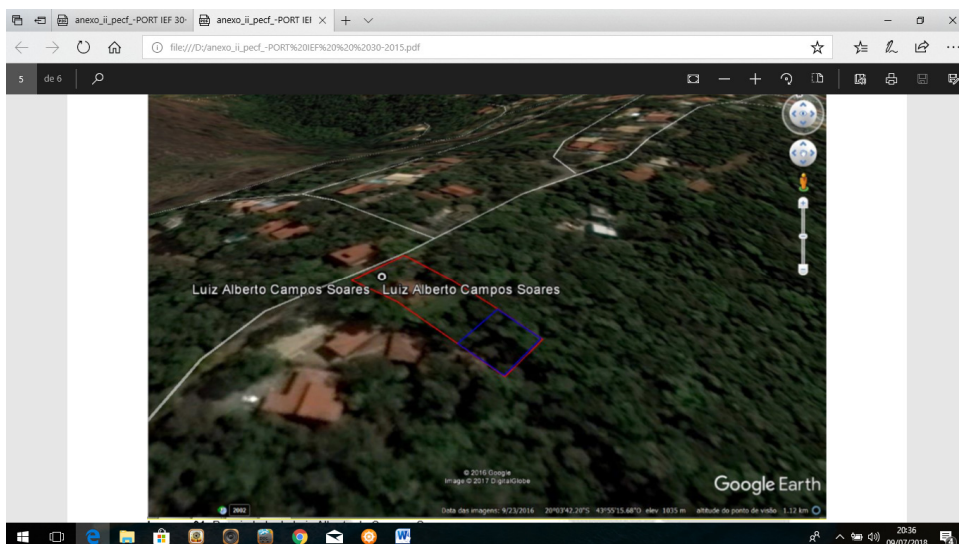 anexo_ii_pecf_-PORT IEF 30-
anexo_ii_pecf_-PORT IEF
file:///D:/anexo_ii_pecf_-PORT%20IEF%20%20%2030-2015.pdf
5 de 6
Luiz Alberto Campos Soares Luiz Alberto Campos Soares
© 2016 Google
Image © 2017 DigitalGlobe
Google Earth
2002
Data das imagens: 9/23/2016 20°03'42.20"S 43°55'15.68"O elev 1035 m altitude do ponto de visão 1.12 km
20:36
09/07/2018
4